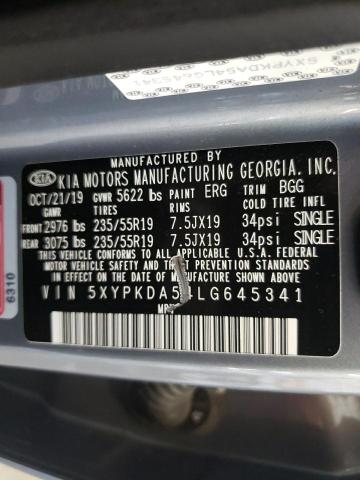 MANUFACTURED BY
KIA KIA MOTORS MANUFACTURING GEORGIA, INC.
OCT/21/19 GVWR 5622 lbs PAINT ERG TRIM BGG
GAWR TIRES RIMS COLD TIRE INFL
FRONT 2976 lbs 235/55R19 7.5JX19 34psi SINGLE
REAR 3075 lbs 235/55R19 7.5JX19 34psi SINGLE
THIS VEHICLE CONFORMS TO ALL APPLICABLE U.S.A. FEDERAL
MOTOR VEHICLE SAFETY, BUMPER, AND
THEFT PREVENTION STANDARDS IN EFFECT ON THE DATE OF
MANUFACTURE SHOWN ABOVE.
VIN 5XYPKDA5 LG645341
6310